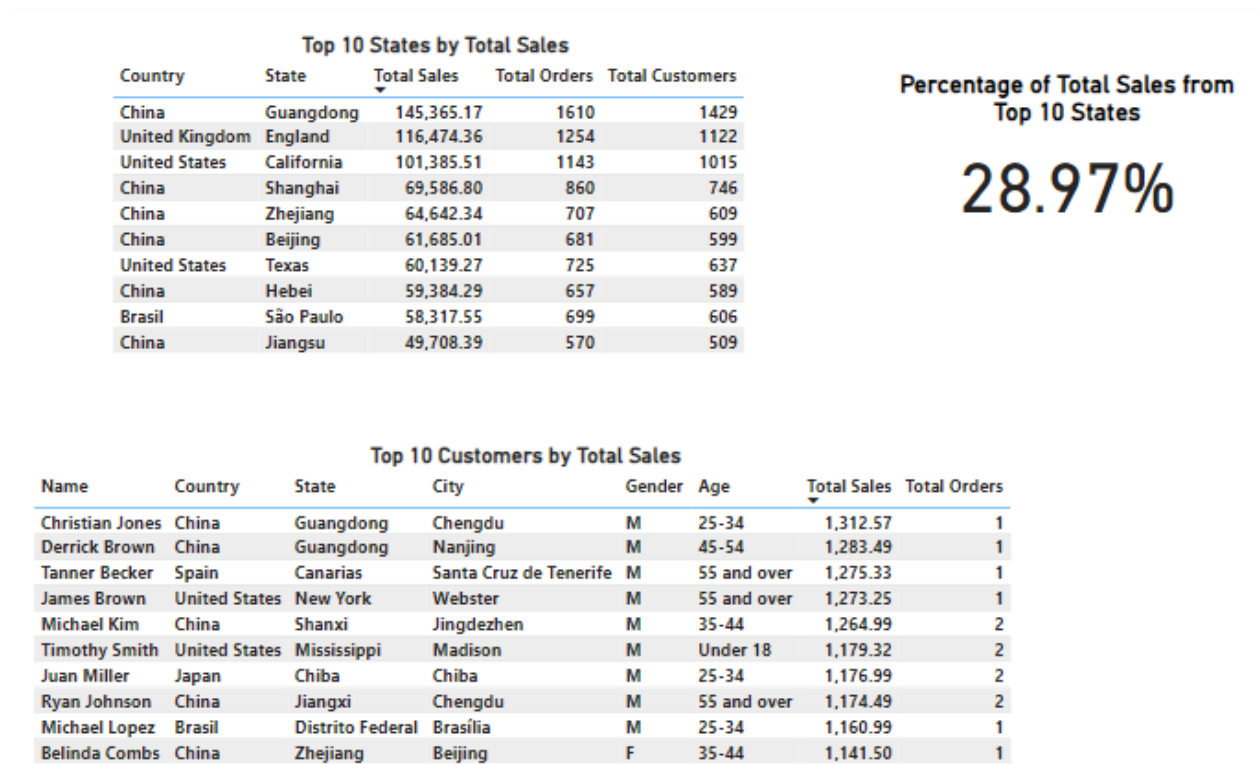 Top 10 States by Total Sales
Country State Total Sales Total Orders Total Customers
China Guangdong 145,365.17 1610 1429
United Kingdom England 116,474.36 1254 1122
United States California 101,385.51 1143 1015
China Shanghai 69,586.80 860 746
China Zhejiang 64,642.34 707 609
China Beijing 61,685.01 681 599
United States Texas 60,139.27 725 637
China Hebei 59,384.29 657 589
Brasil São Paulo 58,317.55 699 606
China Jiangsu 49,708.39 570 509
Percentage of Total Sales from
Top 10 States
28.97%
Top 10 Customers by Total Sales
Name Country State City Gender Age Total Sales Total Orders
Christian Jones China Guangdong Chengdu M 25-34 1,312.57 1
Derrick Brown China Guangdong Nanjing M 45-54 1,283.49 1
Tanner Becker Spain Canarias Santa Cruz de Tenerife M 55 and over 1,275.33 1
James Brown United States New York Webster M 55 and over 1,273.25 1
Michael Kim China Shanxi Jingdezhen M 35-44 1,264.99 2
Timothy Smith United States Mississippi Madison M Under 18 1,179.32 2
Juan Miller Japan Chiba Chiba M 25-34 1,176.99 2
Ryan Johnson China Jiangxi Chengdu M 55 and over 1,174.49 2
Michael Lopez Brasil Distrito Federal Brasília M 25-34 1,160.99 1
Belinda Combs China Zhejiang Beijing F 35-44 1,141.50 1